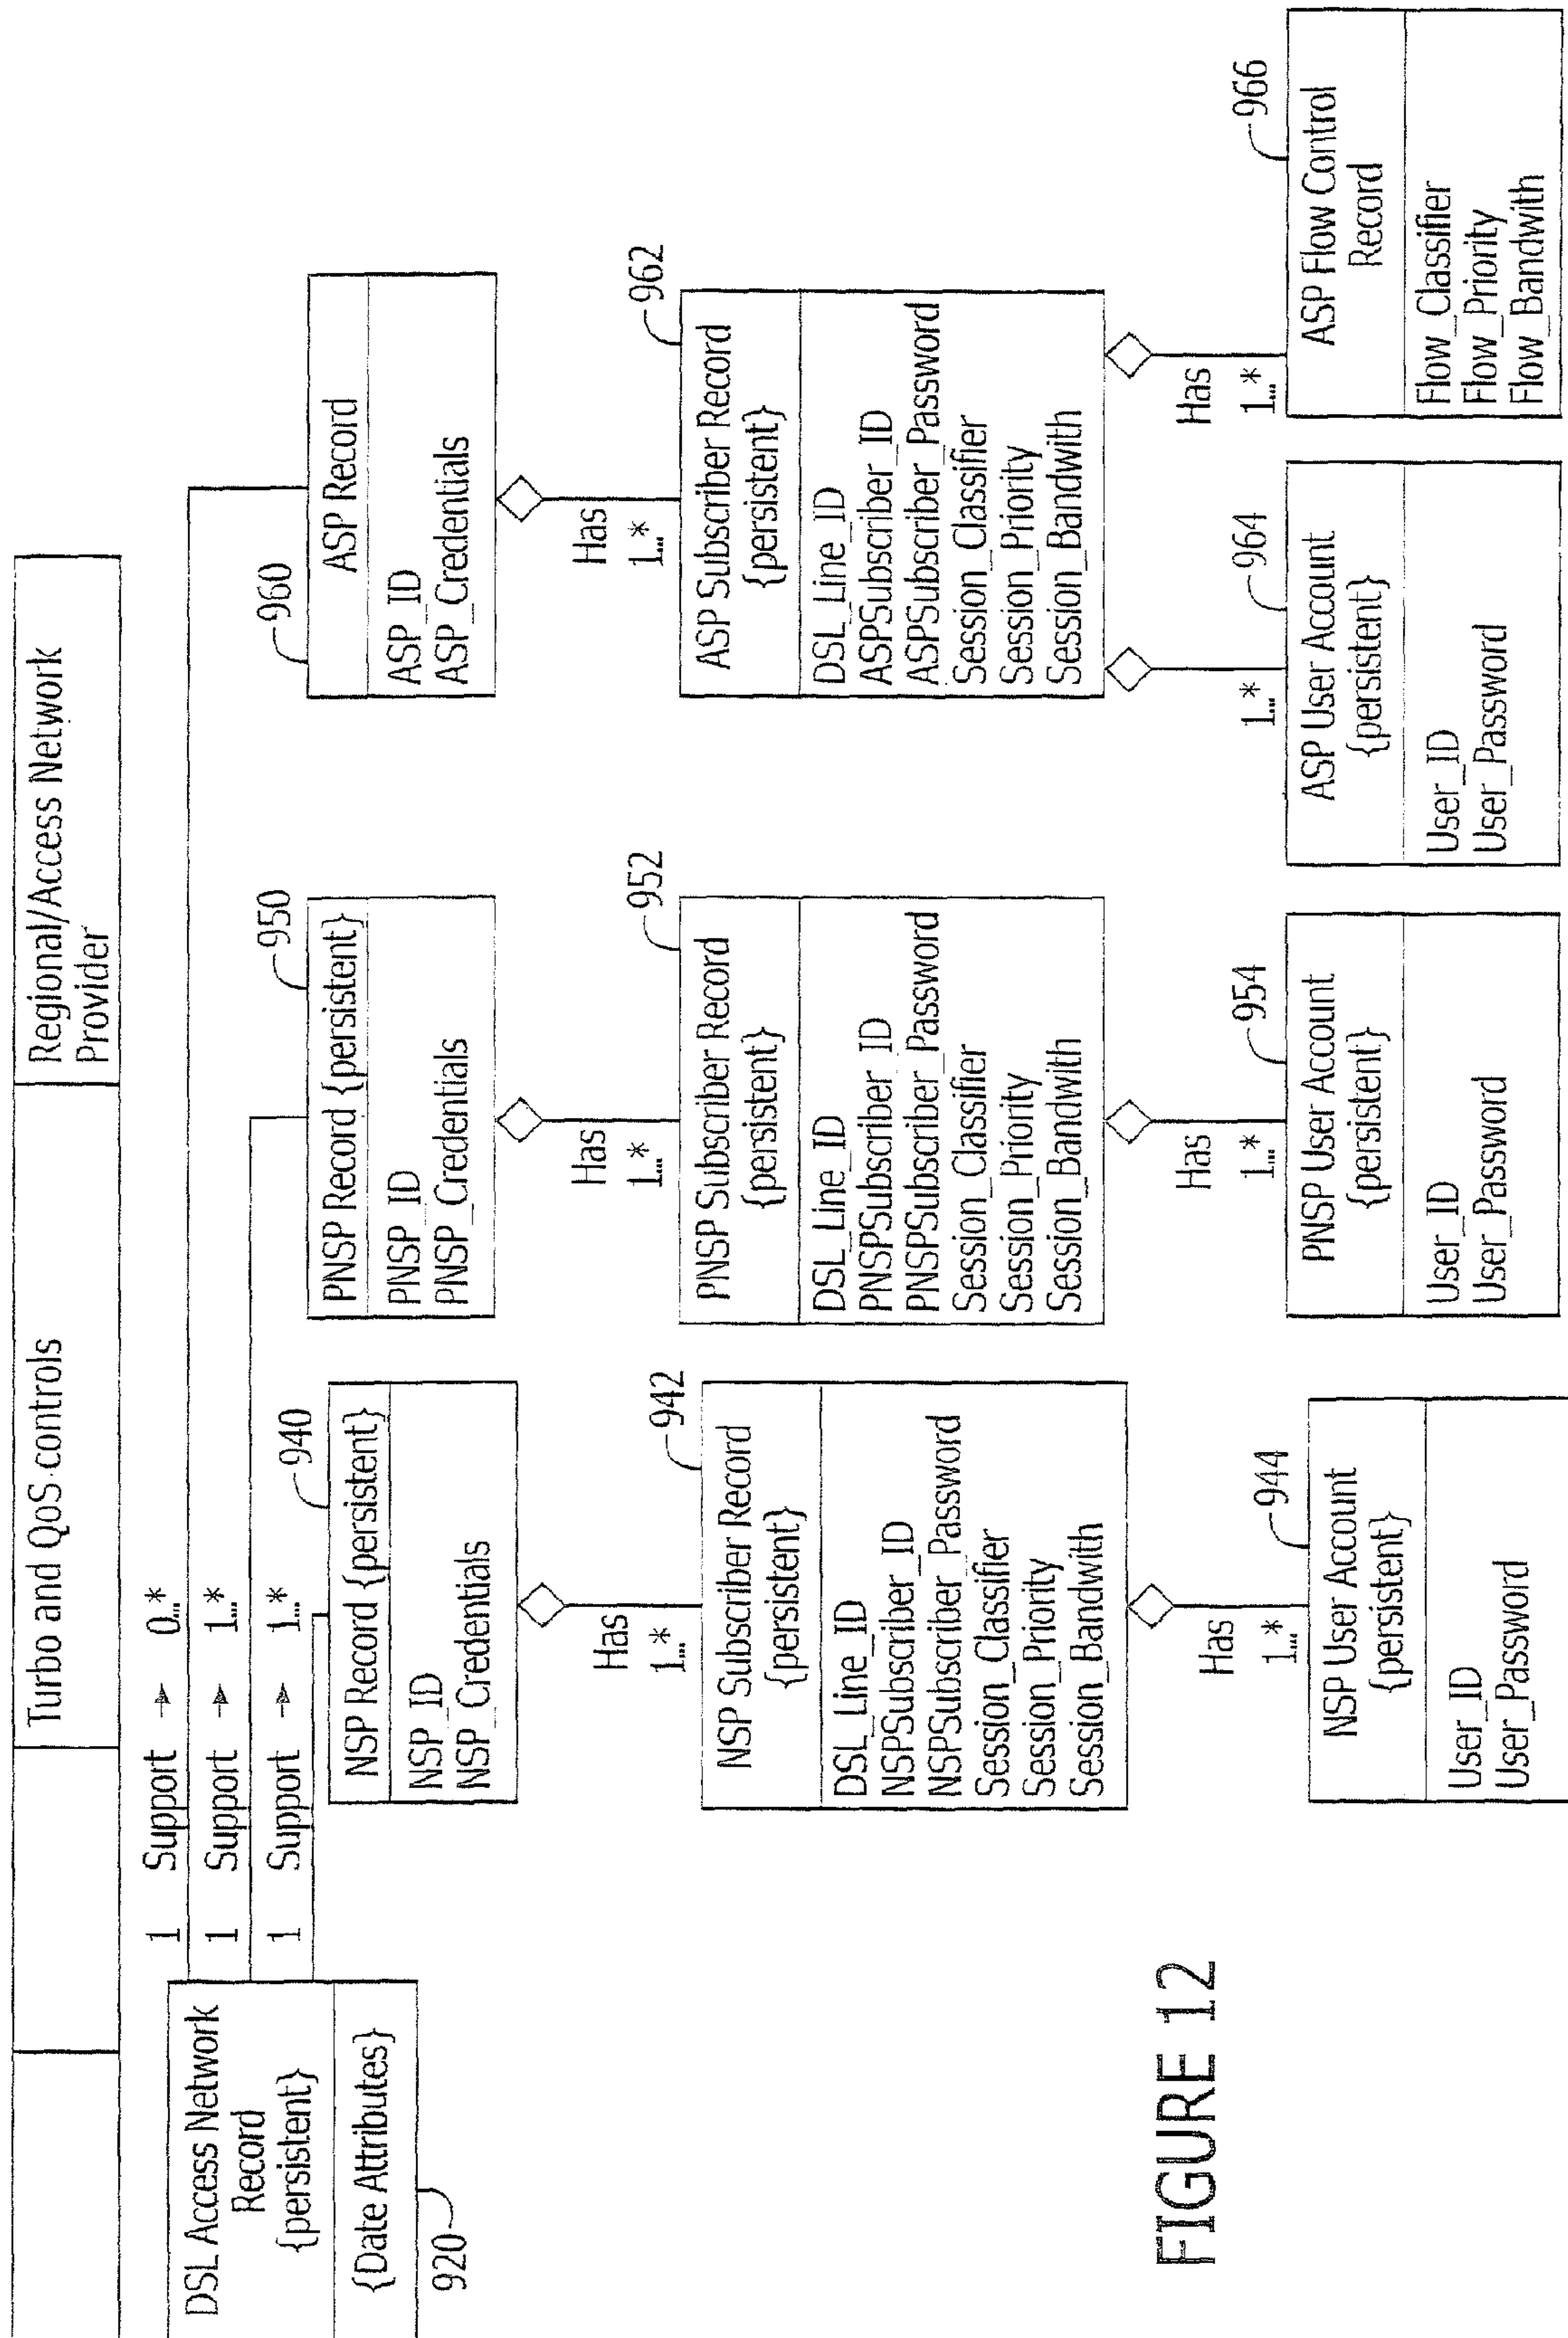 Turbo and QoS controls
Regional/Access Network
Provider
DSL Access Network
Record
{persistent}
{Date Attributes}
920
1 Support → 0...*
1 Support → 1...*
1 Support → 1...*
940
NSP Record {persistent}
NSP_ID
NSP_Credentials
Has
1...*
942
NSP Subscriber Record
{persistent}
DSL_Line_ID
NSPSubscriber_ID
NSPSubscriber_Password
Session_Classifier
Session_Priority
Session_Bandwith
Has
1...*
944
NSP User Account
{persistent}
User_ID
User_Password
950
PNSP Record {persistent}
PNSP_ID
PNSP_Credentials
Has
1...*
952
PNSP Subscriber Record
{persistent}
DSL_Line_ID
PNSPSubscriber_ID
PNSPSubscriber_Password
Session_Classifier
Session_Priority
Session_Bandwith
Has
1...*
954
PNSP User Account
{persistent}
User_ID
User_Password
960
ASP Record
ASP_ID
ASP_Credentials
Has
1...*
962
ASP Subscriber Record
{persistent}
DSL_Line_ID
ASPSubscriber_ID
ASPSubscriber_Password
Session_Classifier
Session_Priority
Session_Bandwith
1...*
964
ASP User Account
{persistent}
User_ID
User_Password
Has
1...*
966
ASP Flow Control
Record
Flow_Classifier
Flow_Priority
Flow_Bandwith
FIGURE 12